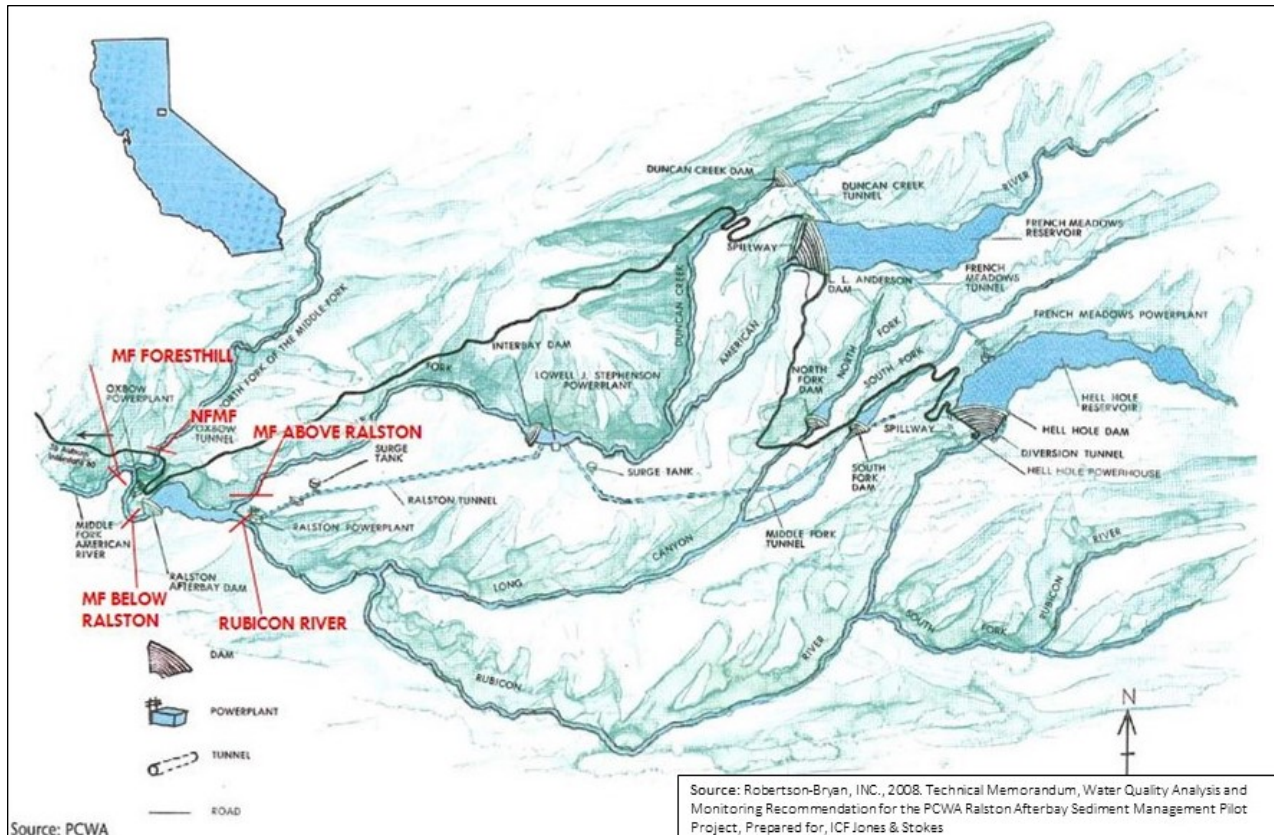 DUNCAN CREEK DAM
DUNCAN CREEK
TUNNEL
RIVER
FRENCH MEADOWS
RESERVOIR
SPILLWAY
L. L. ANDERSON
DAM
FRENCH
MEADOWS
TUNNEL
DUNCAN CREEK
AMERICAN
FRENCH MEADOWS POWERPLANT
NORTH FORK OF THE MIDDLE FORK
MF FORESTHILL
OXBOW
POWERPLANT
INTERBAY DAM
FORK
LOWELL J. STEPHENSON
POWERPLANT
NORTH
FORK
DAM
NORTH
FORK
SOUTH FORK
HELL HOLE
RESERVOIR
NFMF
OXBOW
TUNNEL
MF ABOVE RALSTON
SPILLWAY
HELL HOLE DAM
DIVERSION TUNNEL
HELL HOLE POWERHOUSE
SURGE
TANK
SURGE TANK
SOUTH
FORK
DAM
RALSTON TUNNEL
MIDDLE FORK
TUNNEL
RALSTON POWERPLANT
MIDDLE
FORK
AMERICAN
RIVER
RALSTON
AFTERBAY DAM
LONG
CANYON
MF BELOW
RALSTON
RUBICON RIVER
RUBICON
RIVER
SOUTH
FORK
RUBICON
RIVER
DAM
POWERPLANT
TUNNEL
ROAD
N
Source: PCWA
Source: Robertson-Bryan, INC., 2008. Technical Memorandum, Water Quality Analysis and
Monitoring Recommendation for the PCWA Ralston Afterbay Sediment Management Pilot
Project, Prepared for, ICF Jones & Stokes